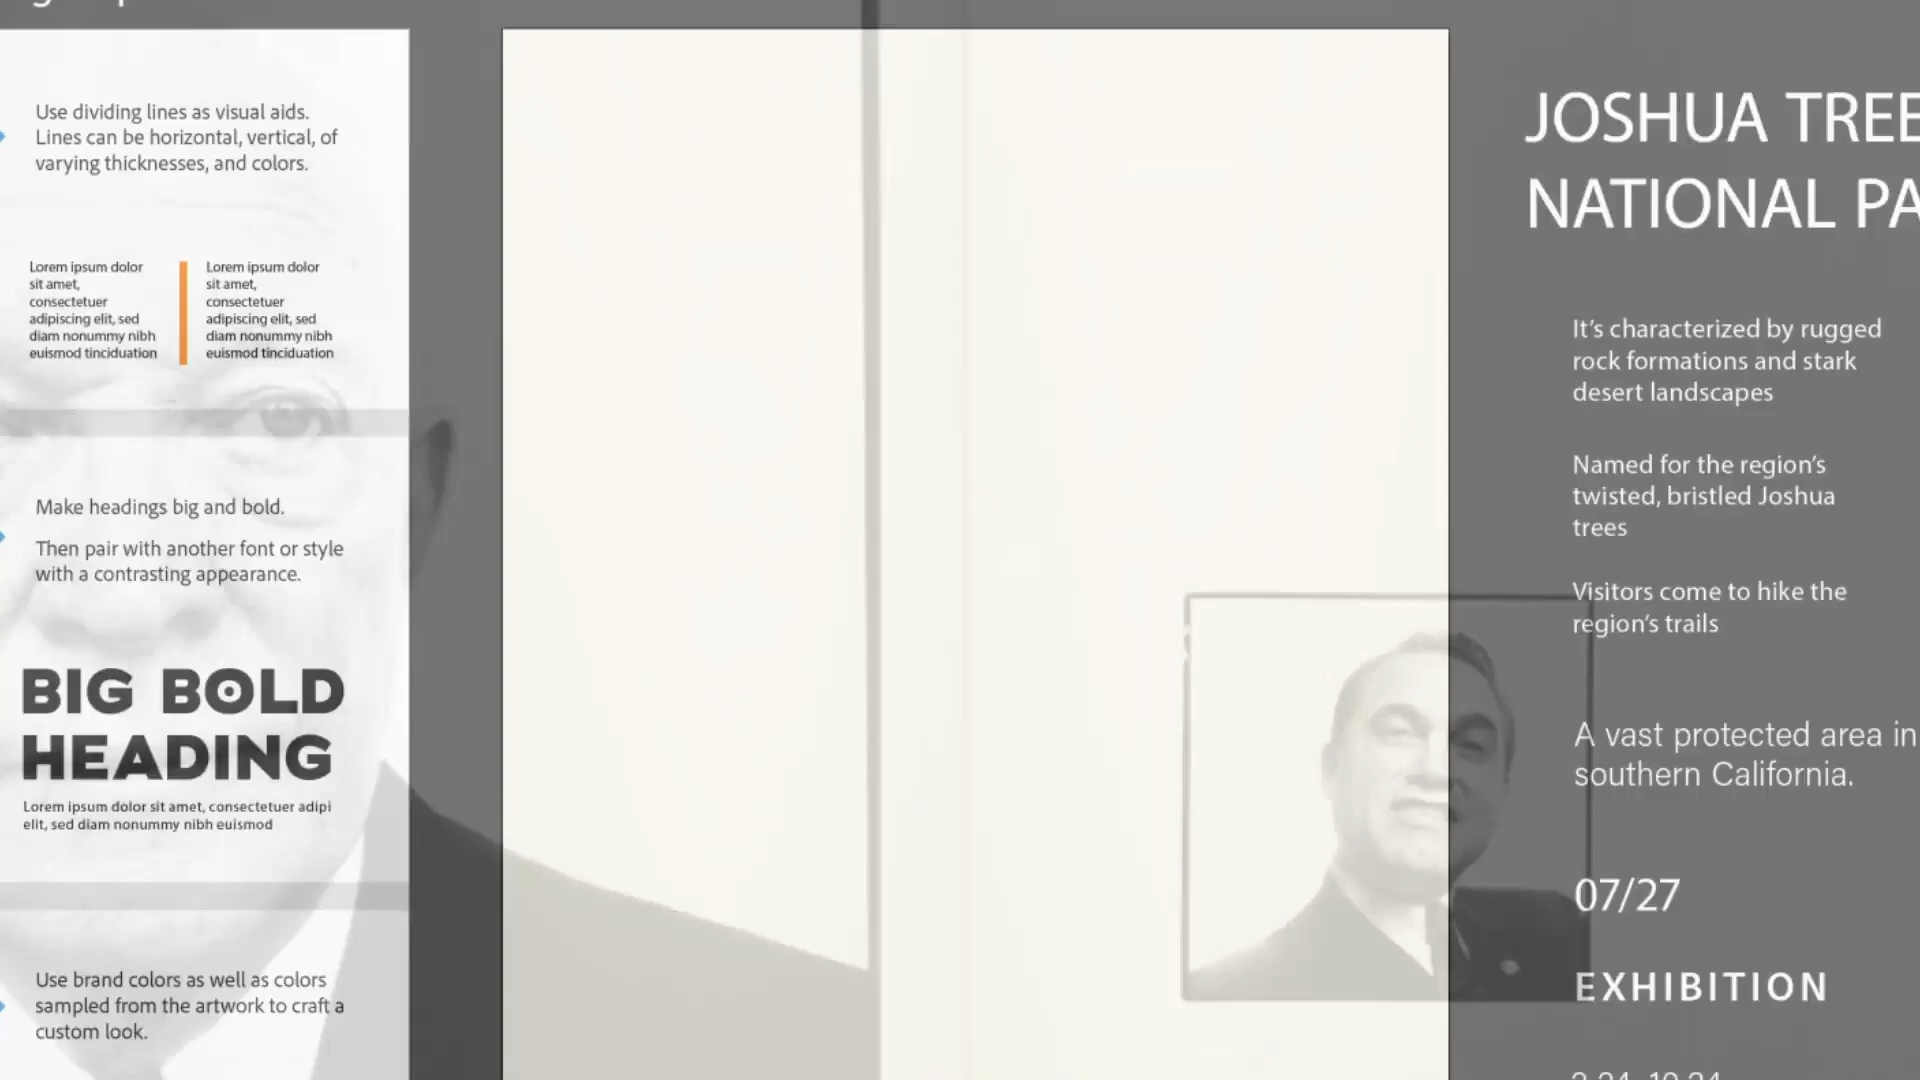 Use dividing lines as visual aids.
Lines can be horizontal, vertical, of
varying thicknesses, and colors.
Lorem ipsum dolor
sit amet,
consectetuer
adipiscing elit, sed
diam nonummy nibh
euismod tinciduation
Lorem ipsum dolor
sit amet,
consectetuer
adipiscing elit, sed
diam nonummy nibh
euismod tinciduation
Make headings big and bold.
Then pair with another font or style
with a contrasting appearance.
BIG BOLD
HEADING
Lorem ipsum dolor sit amet, consectetuer adipi
elit, sed diam nonummy nibh euismod
Use brand colors as well as colors
sampled from the artwork to craft a
custom look.
JOSHUA TREE
NATIONAL PA
It's characterized by rugged
rock formations and stark
desert landscapes
Named for the region's
twisted, bristled Joshua
trees
Visitors come to hike the
region's trails
A vast protected area in
southern California.
07/27
EXHIBITION